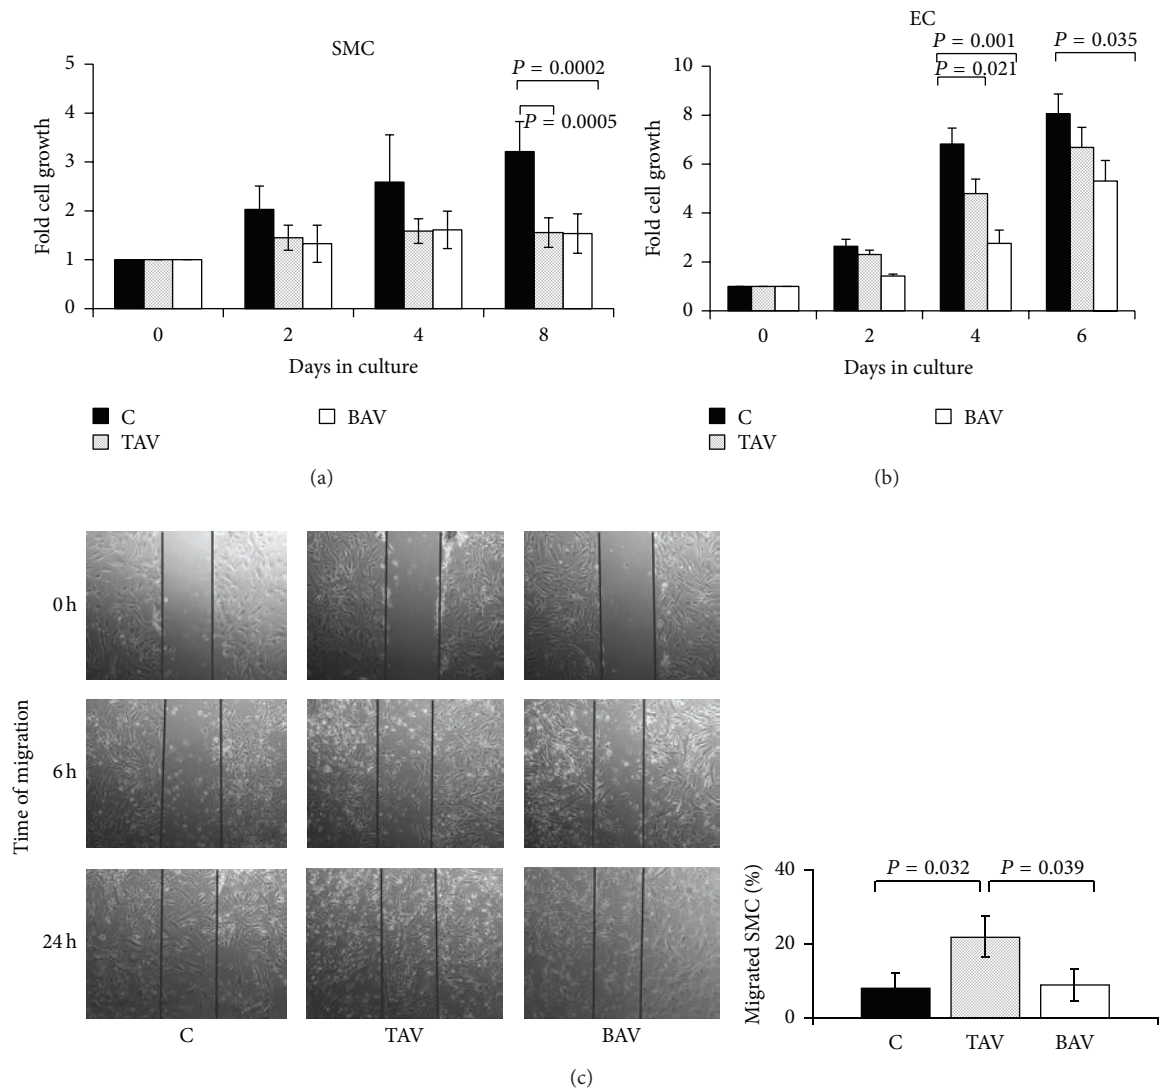 SMC
P = 0.0002
P = 0.0005
5
4
3
2
1
0
Fold cell growth
0 2 4 8
Days in culture
C BAV
TAV
(a)
EC
P = 0.001
P = 0.021
P = 0.035
10
8
6
4
2
0
Fold cell growth
0 2 4 6
Days in culture
C BAV
TAV
(b)
Time of migration
0 h
6 h
24 h
C TAV BAV
Migrated SMC (%)
40
20
0
P = 0.032 P = 0.039
C TAV BAV
(c)